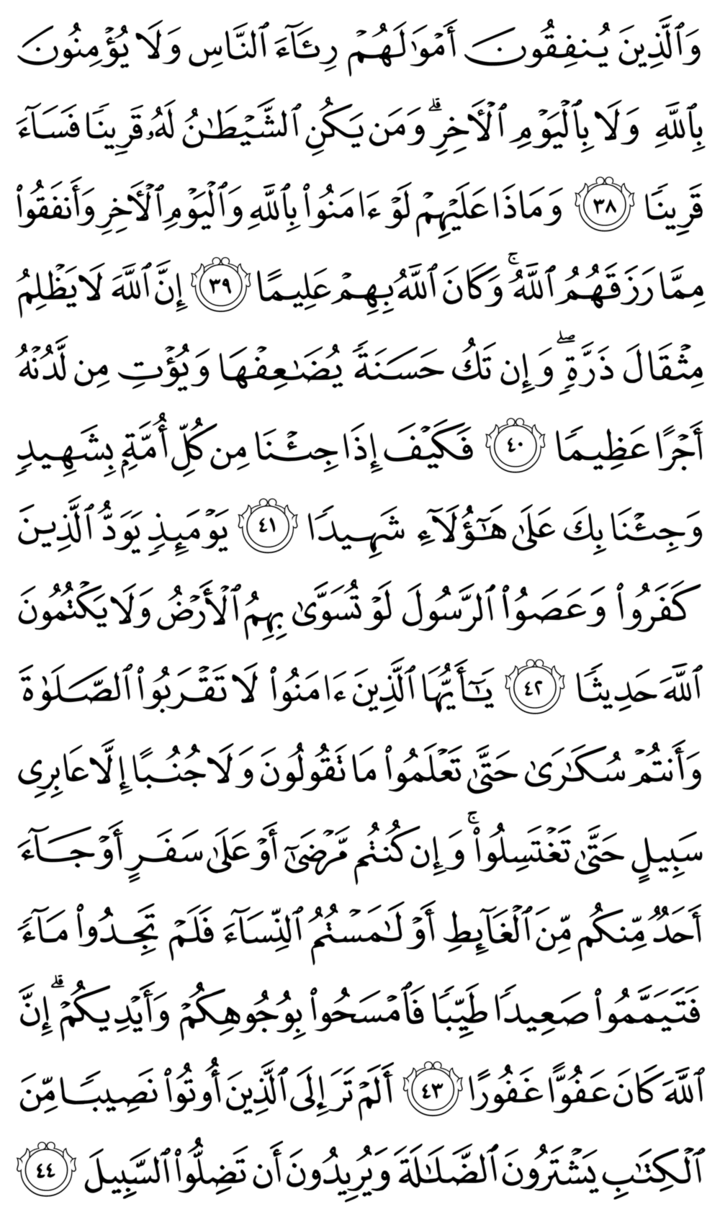 وَٱلَّذِينَ يُنفِقُونَ أَمۡوَٰلَهُمۡ رِئَآءَ ٱلنَّاسِ وَلَا يُؤۡمِنُونَ
بِٱللَّهِ وَلَا بِٱلۡيَوۡمِ ٱلۡأٓخِرِۗ وَمَن يَكُنِ ٱلشَّيۡطَٰنُ لَهُۥ قَرِينٗا فَسَآءَ
قَرِينٗا ٣٨ وَمَاذَا عَلَيۡهِمۡ لَوۡ ءَامَنُواْ بِٱللَّهِ وَٱلۡيَوۡمِ ٱلۡأٓخِرِ وَأَنفَقُواْ
مِمَّا رَزَقَهُمُ ٱللَّهُۚ وَكَانَ ٱللَّهُ بِهِمۡ عَلِيمًا ٣٩ إِنَّ ٱللَّهَ لَا يَظۡلِمُ
مِثۡقَالَ ذَرَّةٖۖ وَإِن تَكُ حَسَنَةٗ يُضَٰعِفۡهَا وَيُؤۡتِ مِن لَّدُنۡهُ
أَجۡرًا عَظِيمٗا ٤٠ فَكَيۡفَ إِذَا جِئۡنَا مِن كُلِّ أُمَّةِۭ بِشَهِيدٖ
وَجِئۡنَا بِكَ عَلَىٰ هَٰٓؤُلَآءِ شَهِيدٗا ٤١ يَوۡمَئِذٖ يَوَدُّ ٱلَّذِينَ
كَفَرُواْ وَعَصَوُاْ ٱلرَّسُولَ لَوۡ تُسَوَّىٰ بِهِمُ ٱلۡأَرۡضُ وَلَا يَكۡتُمُونَ
ٱللَّهَ حَدِيثٗا ٤٢ يَٰٓأَيُّهَا ٱلَّذِينَ ءَامَنُواْ لَا تَقۡرَبُواْ ٱلصَّلَوٰةَ
وَأَنتُمۡ سُكَٰرَىٰ حَتَّىٰ تَعۡلَمُواْ مَا تَقُولُونَ وَلَا جُنُبًا إِلَّا عَابِرِي
سَبِيلٍ حَتَّىٰ تَغۡتَسِلُواْۚ وَإِن كُنتُم مَّرۡضَىٰٓ أَوۡ عَلَىٰ سَفَرٍ أَوۡ جَآءَ
أَحَدٞ مِّنكُم مِّنَ ٱلۡغَآئِطِ أَوۡ لَٰمَسۡتُمُ ٱلنِّسَآءَ فَلَمۡ تَجِدُواْ مَآءٗ
فَتَيَمَّمُواْ صَعِيدٗا طَيِّبٗا فَٱمۡسَحُواْ بِوُجُوهِكُمۡ وَأَيۡدِيكُمۡۗ إِنَّ
ٱللَّهَ كَانَ عَفُوًّا غَفُورًا ٤٣ أَلَمۡ تَرَ إِلَى ٱلَّذِينَ أُوتُواْ نَصِيبٗا مِّنَ
ٱلۡكِتَٰبِ يَشۡتَرُونَ ٱلضَّلَٰلَةَ وَيُرِيدُونَ أَن تَضِلُّواْ ٱلسَّبِيلَ ٤٤